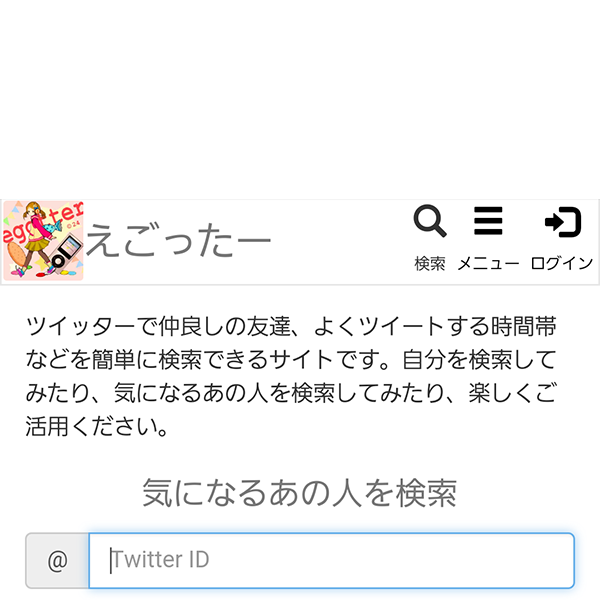 egotter
©24
えごったー
検索 メニュー ログイン
ツイッターで仲良しの友達、よくツイートする時間帯
などを簡単に検索できるサイトです。自分を検索して
みたり、気になるあの人を検索してみたり、楽しくご
活用ください。
気になるあの人を検索
@ Twitter ID